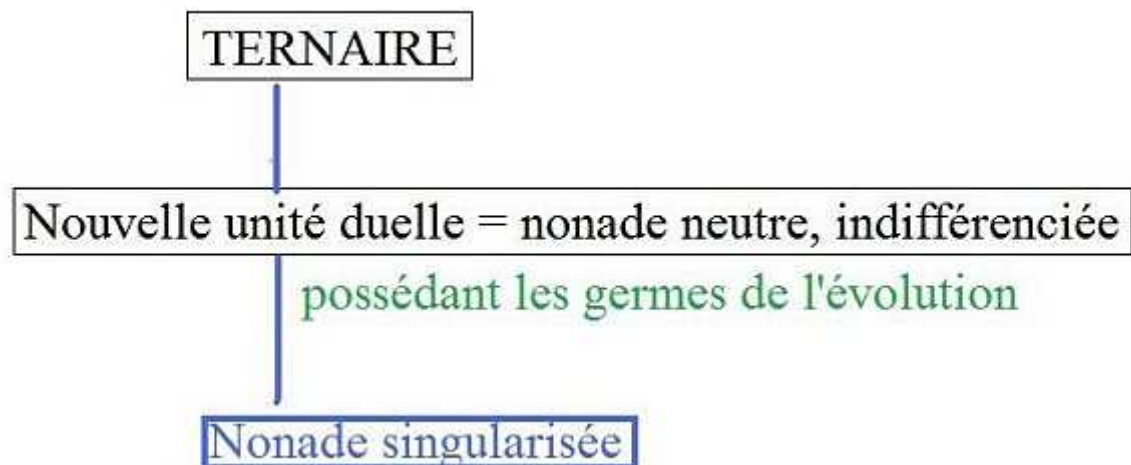 TERNAIRE
Nouvelle unité duelle = nonade neutre, indifférenciée
possédant les germes de l'évolution
Nonade singularisée